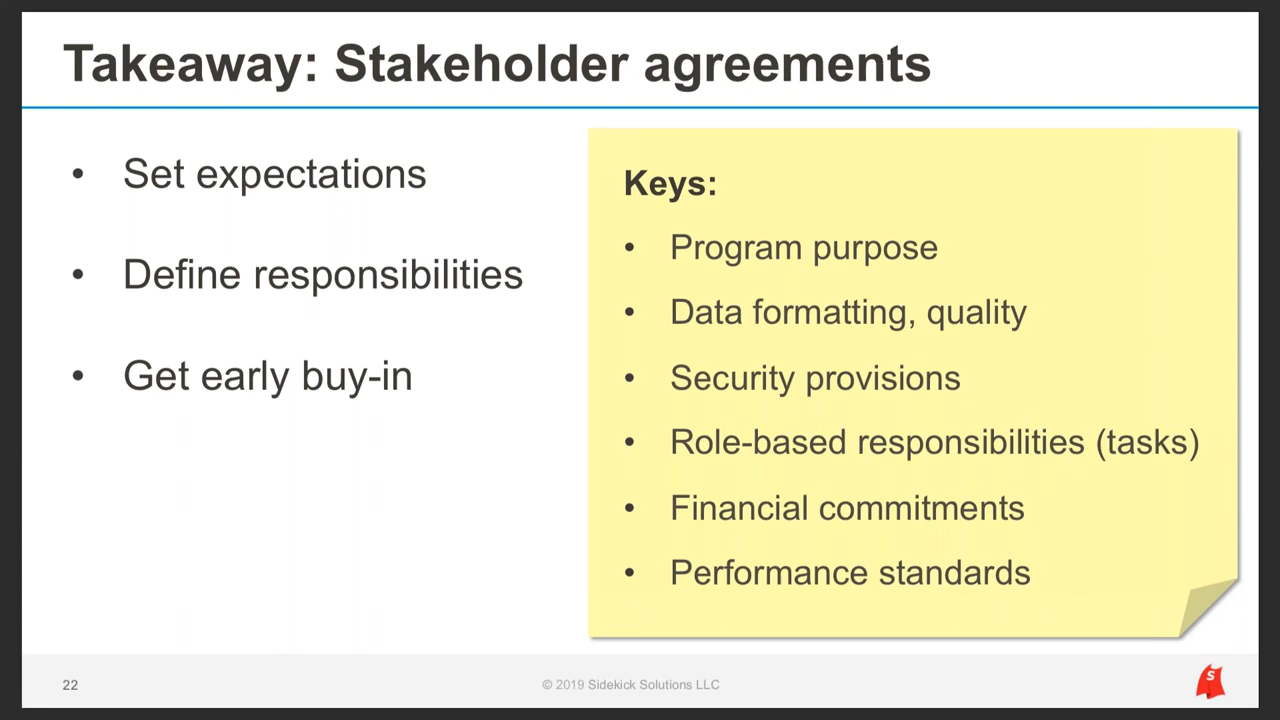 Takeaway: Stakeholder agreements
• Set expectations
• Define responsibilities
• Get early buy-in
Keys:
• Program purpose
• Data formatting, quality
• Security provisions
• Role-based responsibilities (tasks)
• Financial commitments
• Performance standards
22
© 2019 Sidekick Solutions LLC
S